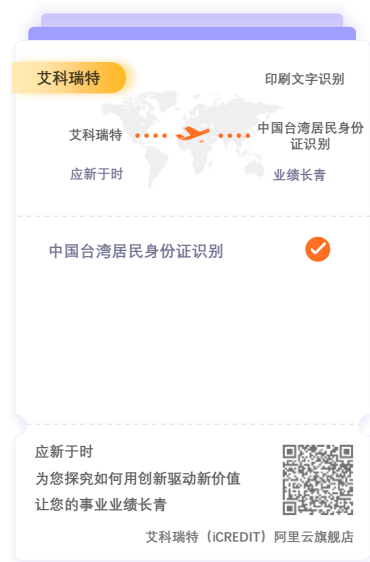 艾科瑞特
印刷文字识别
艾科瑞特
中国台湾居民身份
证识别
应新于时
业绩长青
中国台湾居民身份证识别
应新于时
为您探究如何用创新驱动新价值
让您的事业业绩长青
艾科瑞特（iCREDIT）阿里云旗舰店